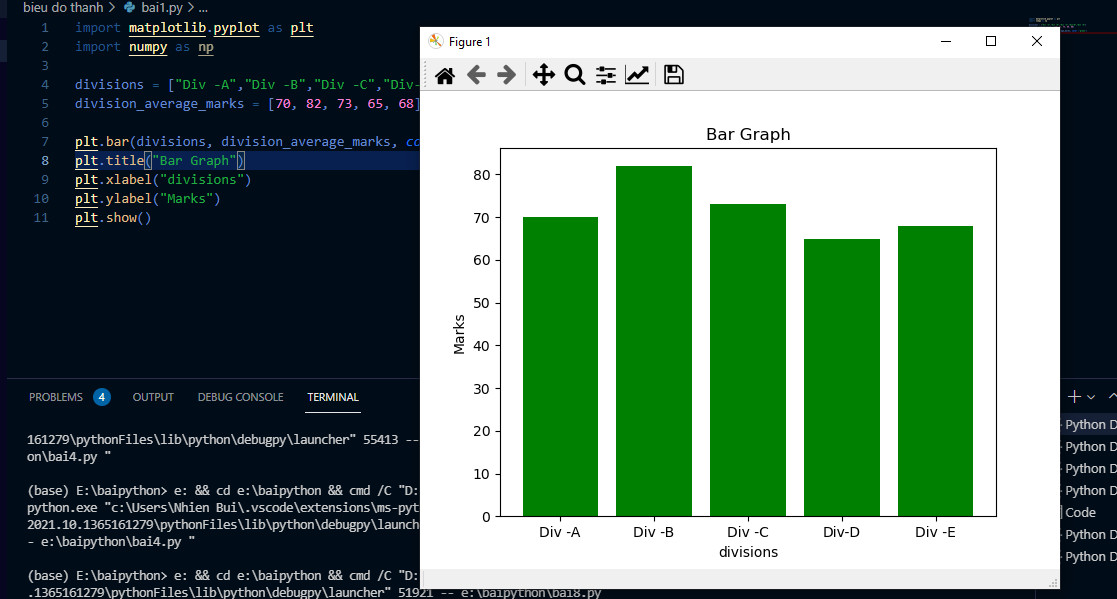 bieu do thanh > bai1.py > ...
1 import matplotlib.pyplot as plt
2 import numpy as np
3
4 divisions = ["Div -A","Div -B","Div -C","Div-
5 division_average_marks = [70, 82, 73, 65, 68]
6
7 plt.bar(divisions, division_average_marks, co
8 plt.title("Bar Graph")
9 plt.xlabel("divisions")
10 plt.ylabel("Marks")
11 plt.show()
Figure 1
Bar Graph
80
70
60
50
40
30
20
10
0
Marks
Div -A Div -B Div -C Div-D Div -E
divisions
PROBLEMS 4 OUTPUT DEBUG CONSOLE TERMINAL
161279\pythonFiles\lib\python\debugpy\launcher" 55413 --
on\bai4.py "
(base) E:\baipython> e: && cd e:\baipython && cmd /C "D:
python.exe "c:\Users\Nhien Bui\.vscode\extensions\ms-pyt
2021.10.1365161279\pythonFiles\lib\python\debugpy\launch
- e:\baipython\bai4.py "
(base) E:\baipython> e: && cd e:\baipython && cmd /C "D:
.1365161279\pythonFiles\lib\python\debugpy\launcher" 51921 -- e:\baipython\bai8.py
Python D
Python D
Python D
Python D
Code
Python D
Python D